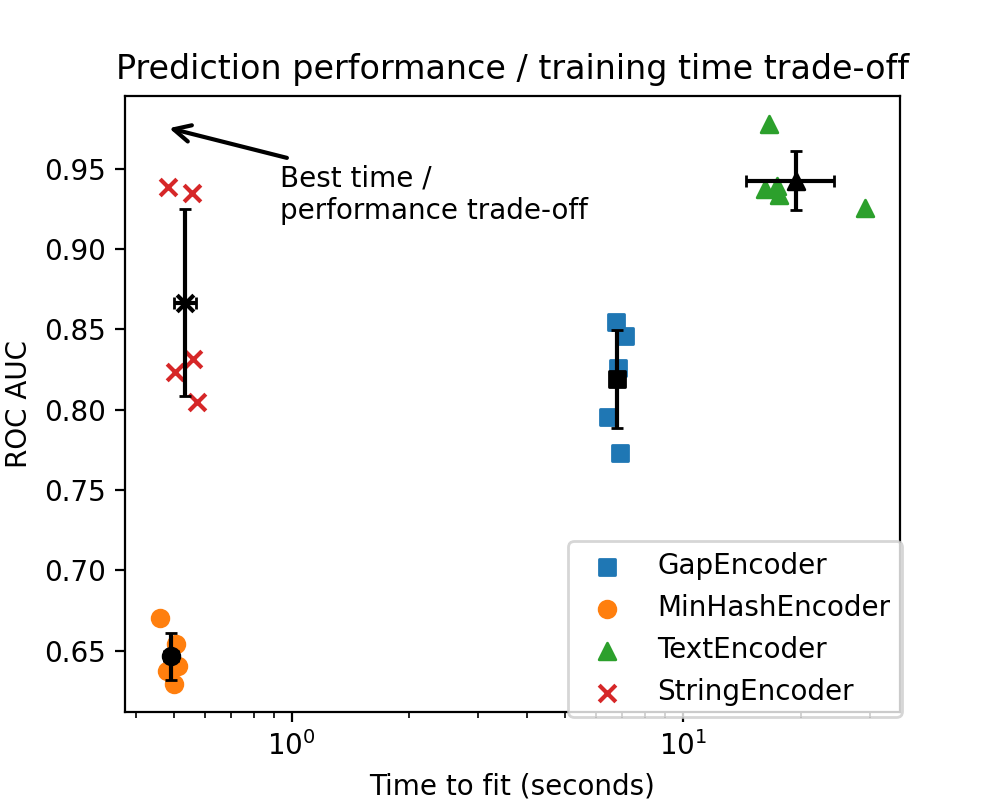 Prediction performance / training time trade-off
Best time /
performance trade-off
0.95
0.90
0.85
0.80
0.75
0.70
0.65
ROC AUC
GapEncoder
MinHashEncoder
TextEncoder
StringEncoder
10⁰
10¹
Time to fit (seconds)